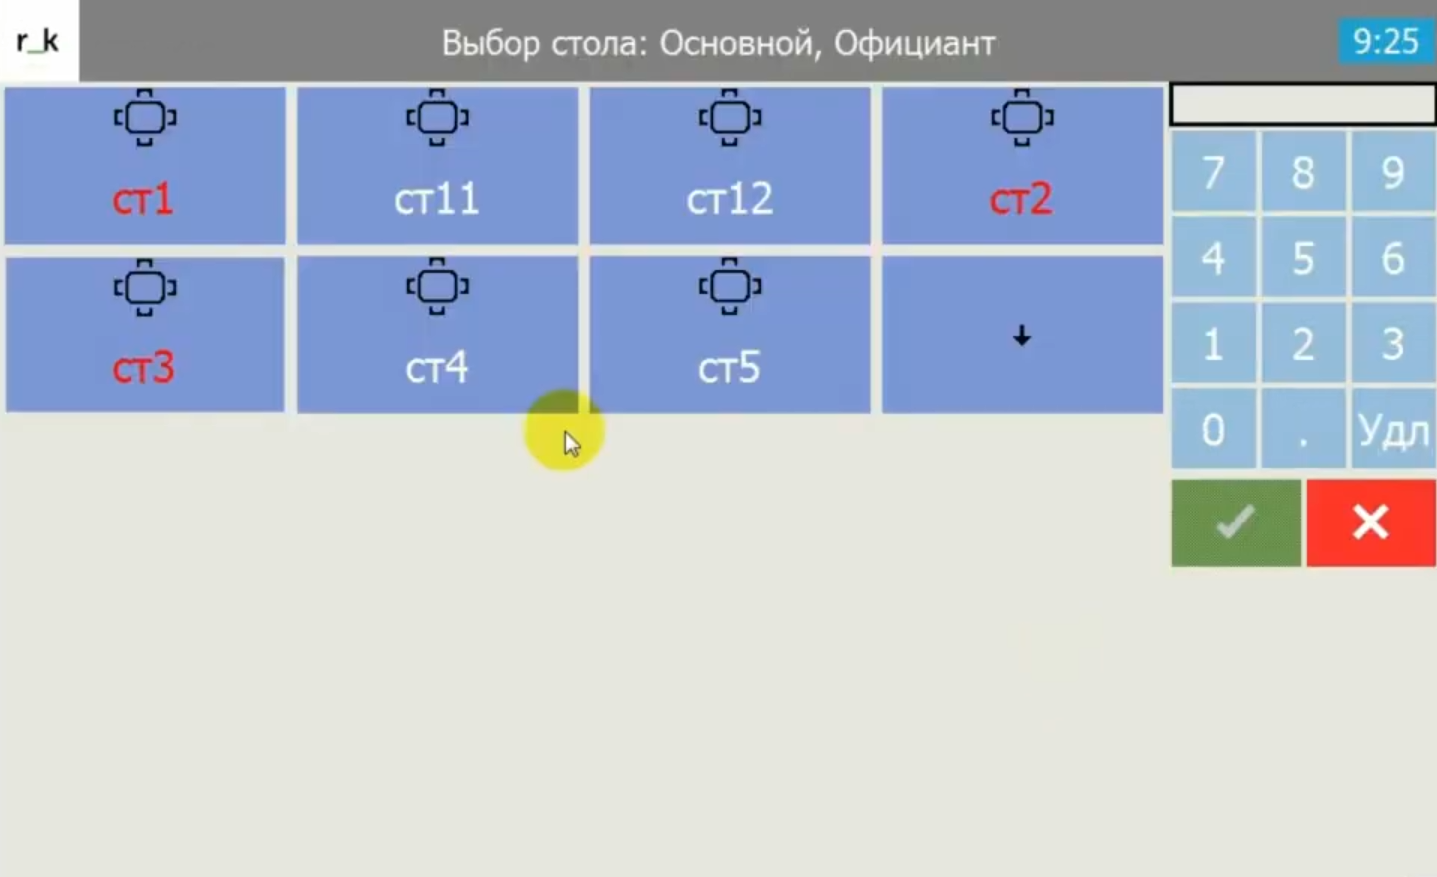 r_k
Выбор стола: Основной, Официант
9:25
ст1
ст11
ст12
ст2
ст3
ст4
ст5
7 8 9
4 5 6
1 2 3
0 . Удл